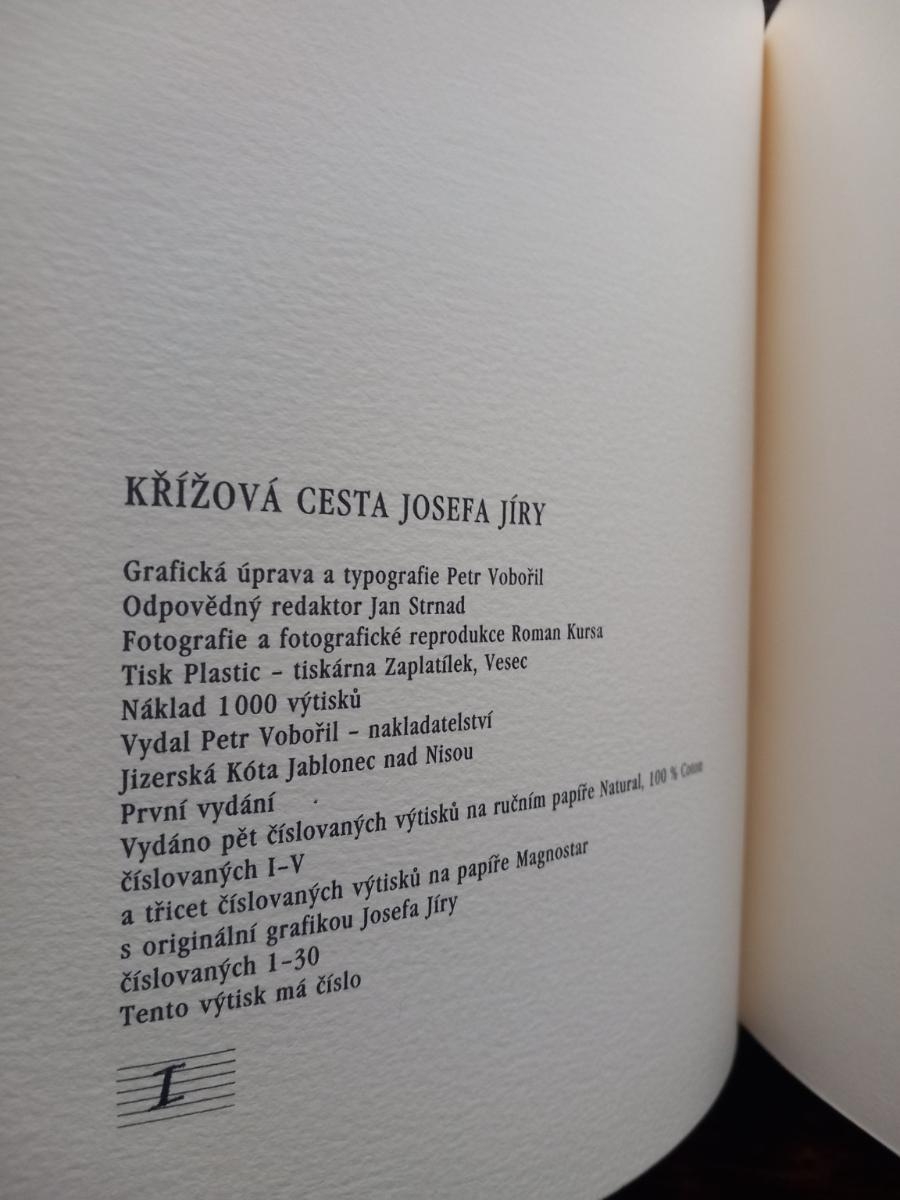 KŘÍŽOVÁ CESTA JOSEFA JÍRY
Grafická úprava a typografie Petr Vobořil
Odpovědný redaktor Jan Strnad
Fotografie a fotografické reprodukce Roman Kursa
Tisk Plastic – tiskárna Zaplatílek, Vesec
Náklad 1 000 výtisků
Vydal Petr Vobořil – nakladatelství
Jizerská Kóta Jablonec nad Nisou
První vydání
Vydáno pět číslovaných výtisků na ručním papíře Natural, 100 % Cotton
číslovaných I–V
a třicet číslovaných výtisků na papíře Magnostar
s originální grafikou Josefa Jíry
číslovaných 1–30
Tento výtisk má číslo
I